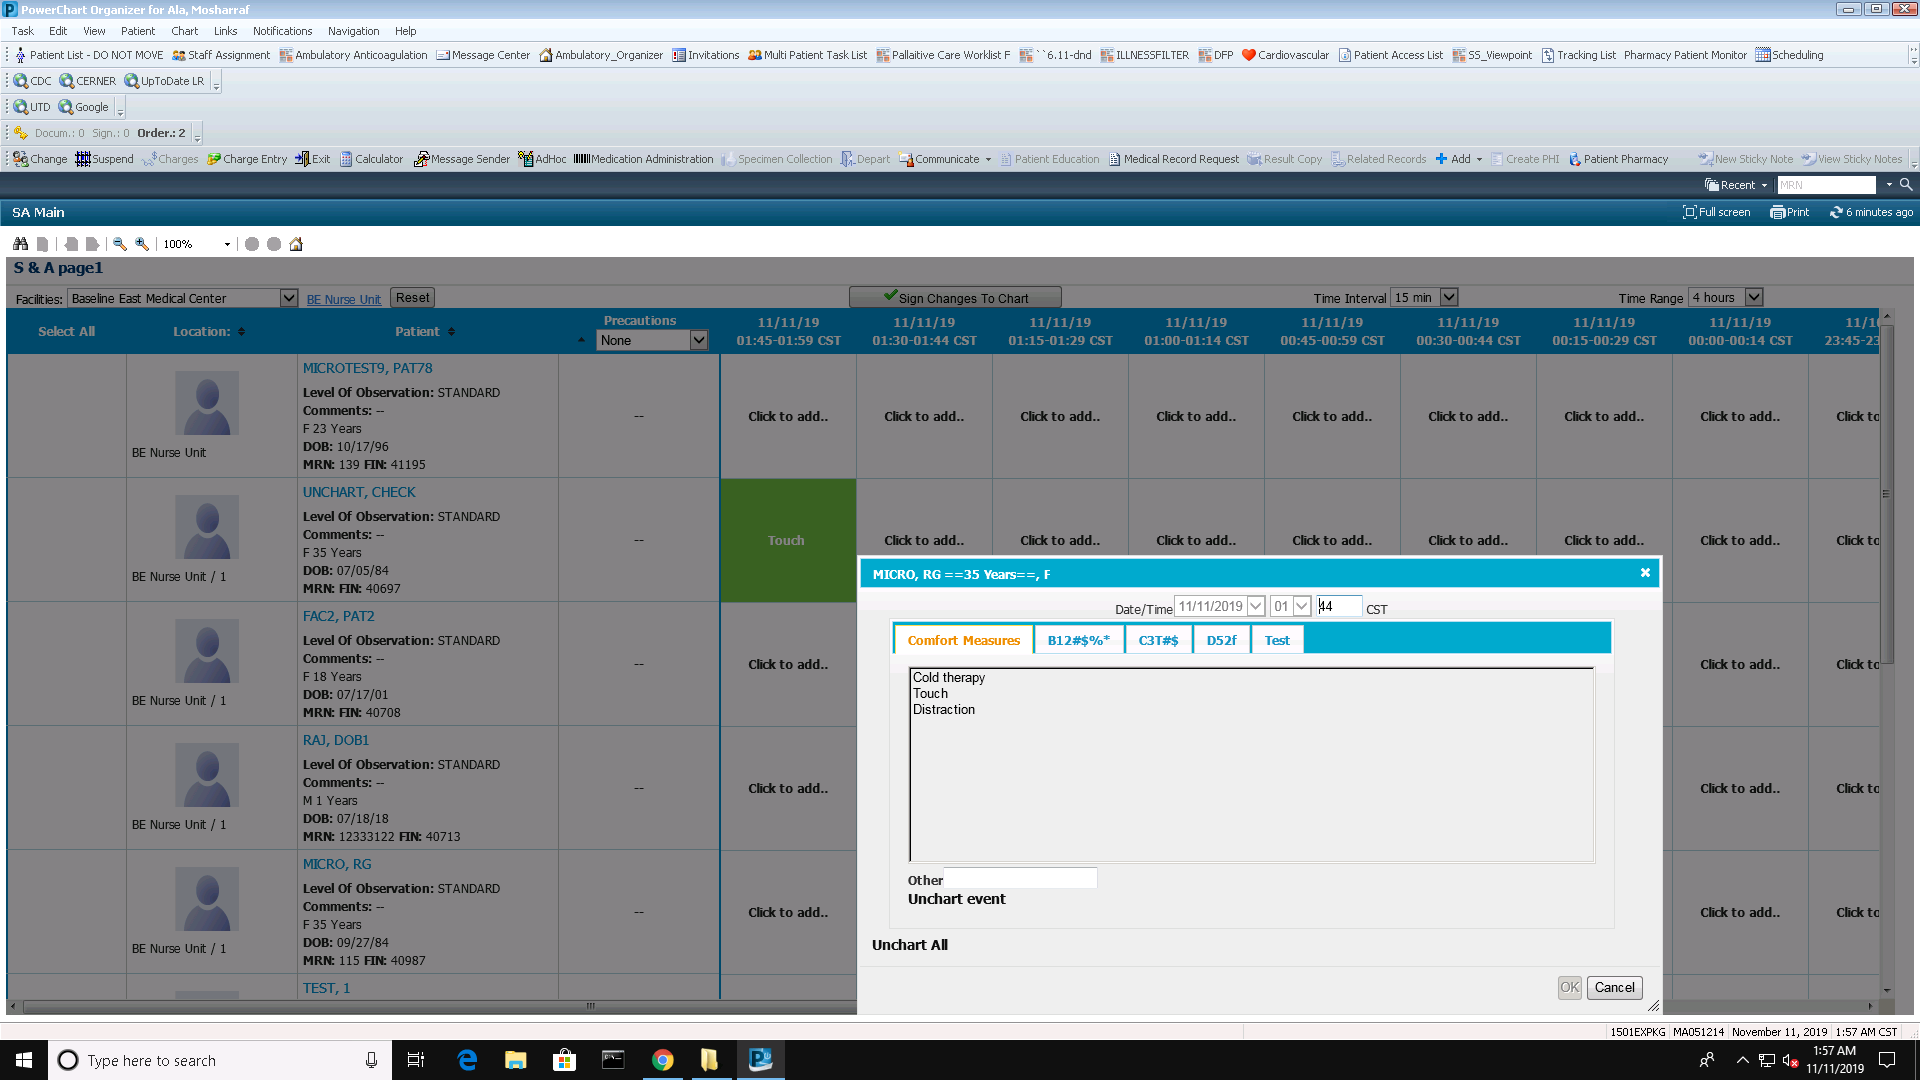 PowerChart Organizer for Ala, Mosharraf
Task Edit View Patient Chart Links Notifications Navigation Help
Patient List - DO NOT MOVE Staff Assignment Ambulatory Anticoagulation Message Center Ambulatory_Organizer Invitations Multi Patient Task List Pallaitive Care Worklist F ``6.11-dnd ILLNESSFILTER DFP Cardiovascular Patient Access List SS_Viewpoint Tracking List Pharmacy Patient Monitor Scheduling
CDC CERNER UpToDate LR
UTD Google
Docum.: 0 Sign.: 0 Order.: 2
Change Suspend Charges Charge Entry Exit Calculator Message Sender AdHoc Medication Administration Specimen Collection Depart Communicate Patient Education Medical Record Request Result Copy Related Records Add Create PHI Patient Pharmacy New Sticky Note View Sticky Notes
Recent MRN
SA Main Full screen Print 6 minutes ago
100%
S & A page1
Facilities: Baseline East Medical Center BE Nurse Unit Reset Sign Changes To Chart Time Interval 15 min Time Range 4 hours
Select All Location: Patient Precautions None
11/11/19 11/11/19 11/11/19 11/11/19 11/11/19 11/11/19 11/11/19 11/11/19 11/1
01:45-01:59 CST 01:30-01:44 CST 01:15-01:29 CST 01:00-01:14 CST 00:45-00:59 CST 00:30-00:44 CST 00:15-00:29 CST 00:00-00:14 CST 23:45-23
MICROTEST9, PAT78
Level Of Observation: STANDARD
Comments: --
F 23 Years
DOB: 10/17/96
MRN: 139 FIN: 41195
BE Nurse Unit
--
Click to add.. Click to add.. Click to add.. Click to add.. Click to add.. Click to add.. Click to add.. Click to add.. Click to
UNCHART, CHECK
Level Of Observation: STANDARD
Comments: --
F 35 Years
DOB: 07/05/84
MRN: FIN: 40697
BE Nurse Unit / 1
--
Touch Click to add.. Click to add.. Click to add.. Click to add.. Click to add.. Click to add.. Click to add.. Click to
FAC2, PAT2
Level Of Observation: STANDARD
Comments: --
F 18 Years
DOB: 07/17/01
MRN: FIN: 40708
BE Nurse Unit / 1
--
Click to add.. Click to add.. Click to
RAJ, DOB1
Level Of Observation: STANDARD
Comments: --
M 1 Years
DOB: 07/18/18
MRN: 12333122 FIN: 40713
BE Nurse Unit / 1
--
Click to add.. Click to add.. Click to
MICRO, RG
Level Of Observation: STANDARD
Comments: --
F 35 Years
DOB: 09/27/84
MRN: 115 FIN: 40987
BE Nurse Unit / 1
--
Click to add.. Click to add.. Click to
TEST, 1
MICRO, RG ==35 Years==, F
Date/Time 11/11/2019 01 44 CST
Comfort Measures B12#$%* C3T#$ D52f Test
Cold therapy
Touch
Distraction
Other
Unchart event
Unchart All
OK Cancel
1501EXPKG MA051214 November 11, 2019 1:57 AM CST
Type here to search
1:57 AM
11/11/2019